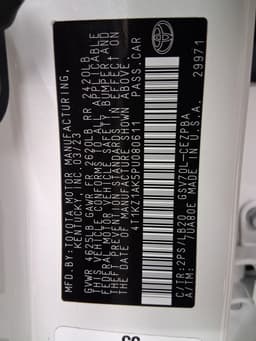 MFD. BY:
TOYOTA MOTOR MANUFACTURING,
KENTUCKY, INC. 03/23
GVWR 4625LB GAWR FR 2620LB RR 2420LB
THIS VEHICLE CONFORMS TO ALL APPLICABLE
FEDERAL MOTOR VEHICLE SAFETY, BUMPER, AND
THEFT PREVENTION STANDARDS IN EFFECT ON
THE DATE OF MANUFACTURE SHOWN ABOVE.
4T1KZ1AK5PU080611 PASS.CAR
C/TR:2PS/LB20 GSV70L-CEZPBA
A/TM: /UA80E MADE IN U.S.A.
29971